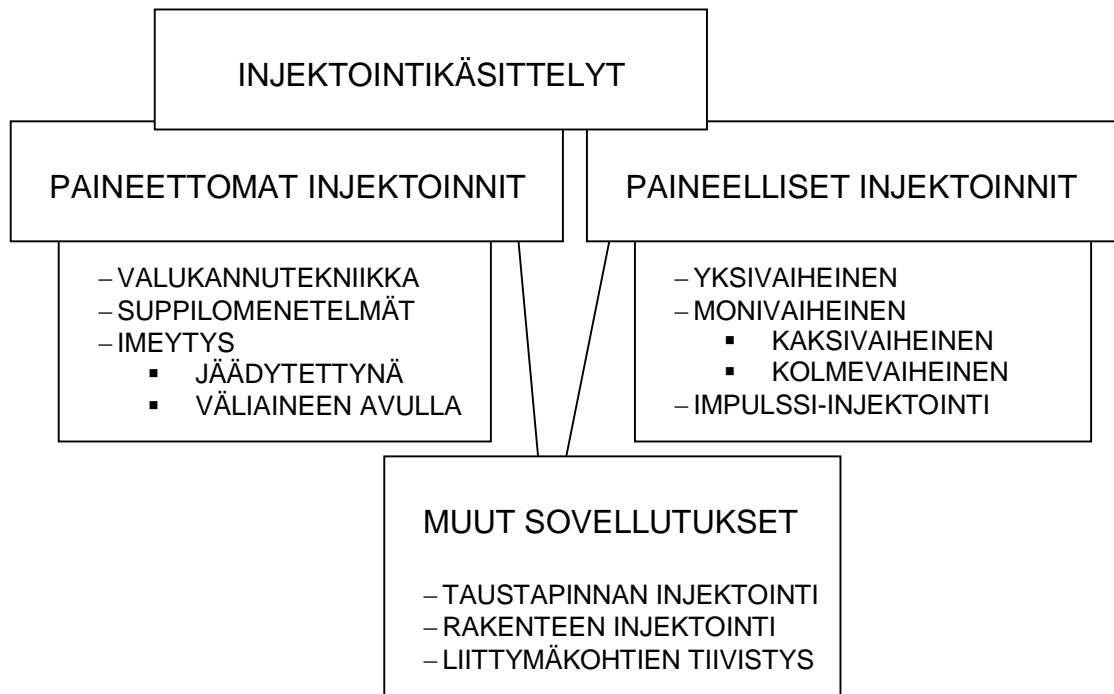 INJEKTOINTIKÄSITTELYT
PAINEETTOMAT INJEKTOINNIT
– VALUKANNUTEKNIIKKA
– SUPPILOMENETELMÄT
– IMEYTYS
▪ JÄÄDYTETTYNÄ
▪ VÄLIAINEEN AVULLA
PAINEELLISET INJEKTOINNIT
– YKSIVAIHEINEN
– MONIVAIHEINEN
▪ KAKSIVAIHEINEN
▪ KOLMEVAIHEINEN
– IMPULSSI-INJEKTOINTI
MUUT SOVELLUTUKSET
– TAUSTAPINNAN INJEKTOINTI
– RAKENTEEN INJEKTOINTI
– LIITTYMÄKOHTIEN TIIVISTYS